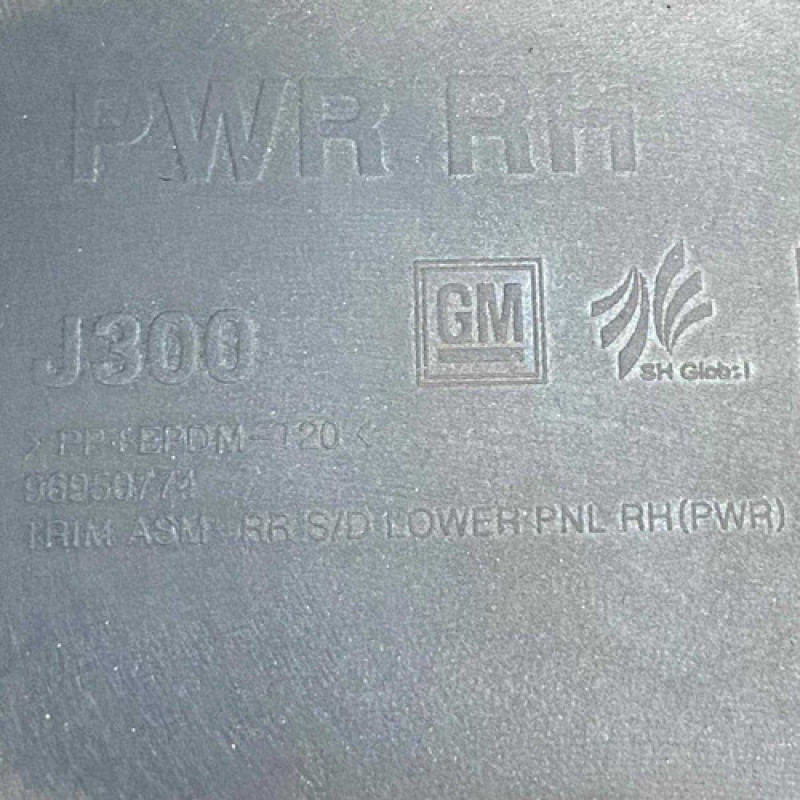 PWR RH
J300
GM
SH Global
>PP+EPDM-T20<
96950774
TRIM ASM-RR S/D LOWER PNL RH(PWR)